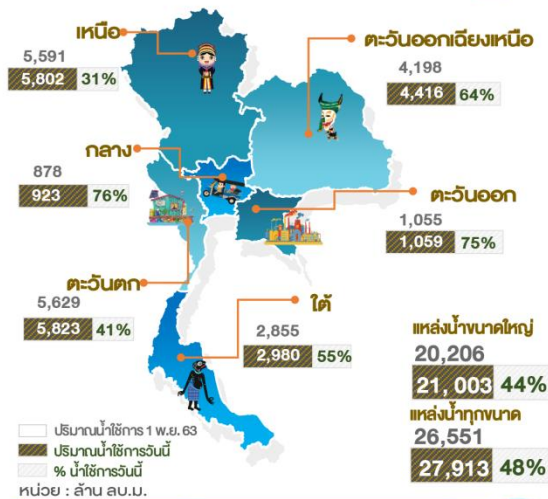 เหนือ
5,591
5,802 31%
ตะวันออกเฉียงเหนือ
4,198
4,416 64%
กลาง
878
923 76%
ตะวันออก
1,055
1,059 75%
ตะวันตก
5,629
5,823 41%
ใต้
2,855
2,980 55%
แหล่งน้ำขนาดใหญ่
20,206
21,003 44%
แหล่งน้ำทุกขนาด
26,551
27,913 48%
ปริมาณน้ำใช้การ 1 พ.ย. 63
ปริมาณน้ำใช้การวันนี้
% น้ำใช้การวันนี้
หน่วย : ล้าน ลบ.ม.